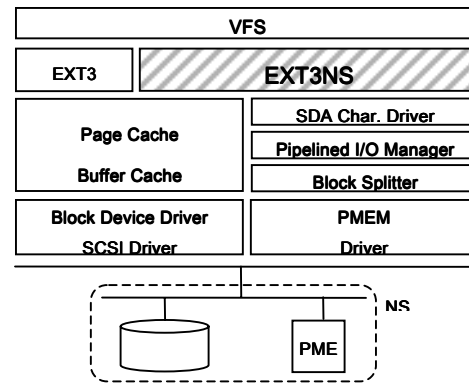 VFS
EXT3
EXT3NS
Page Cache
Buffer Cache
SDA Char. Driver
Pipelined I/O Manager
Block Splitter
Block Device Driver
SCSI Driver
PMEM
Driver
NS
PME